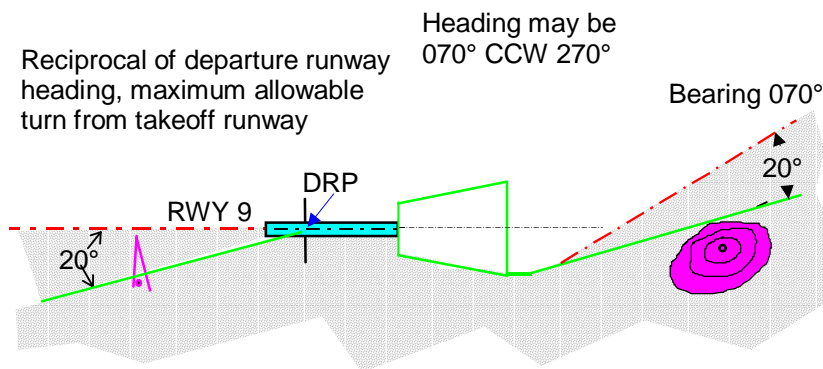 Reciprocal of departure runway
heading, maximum allowable
turn from takeoff runway
Heading may be
070° CCW 270°
Bearing 070°
20°
DRP
RWY 9
20°